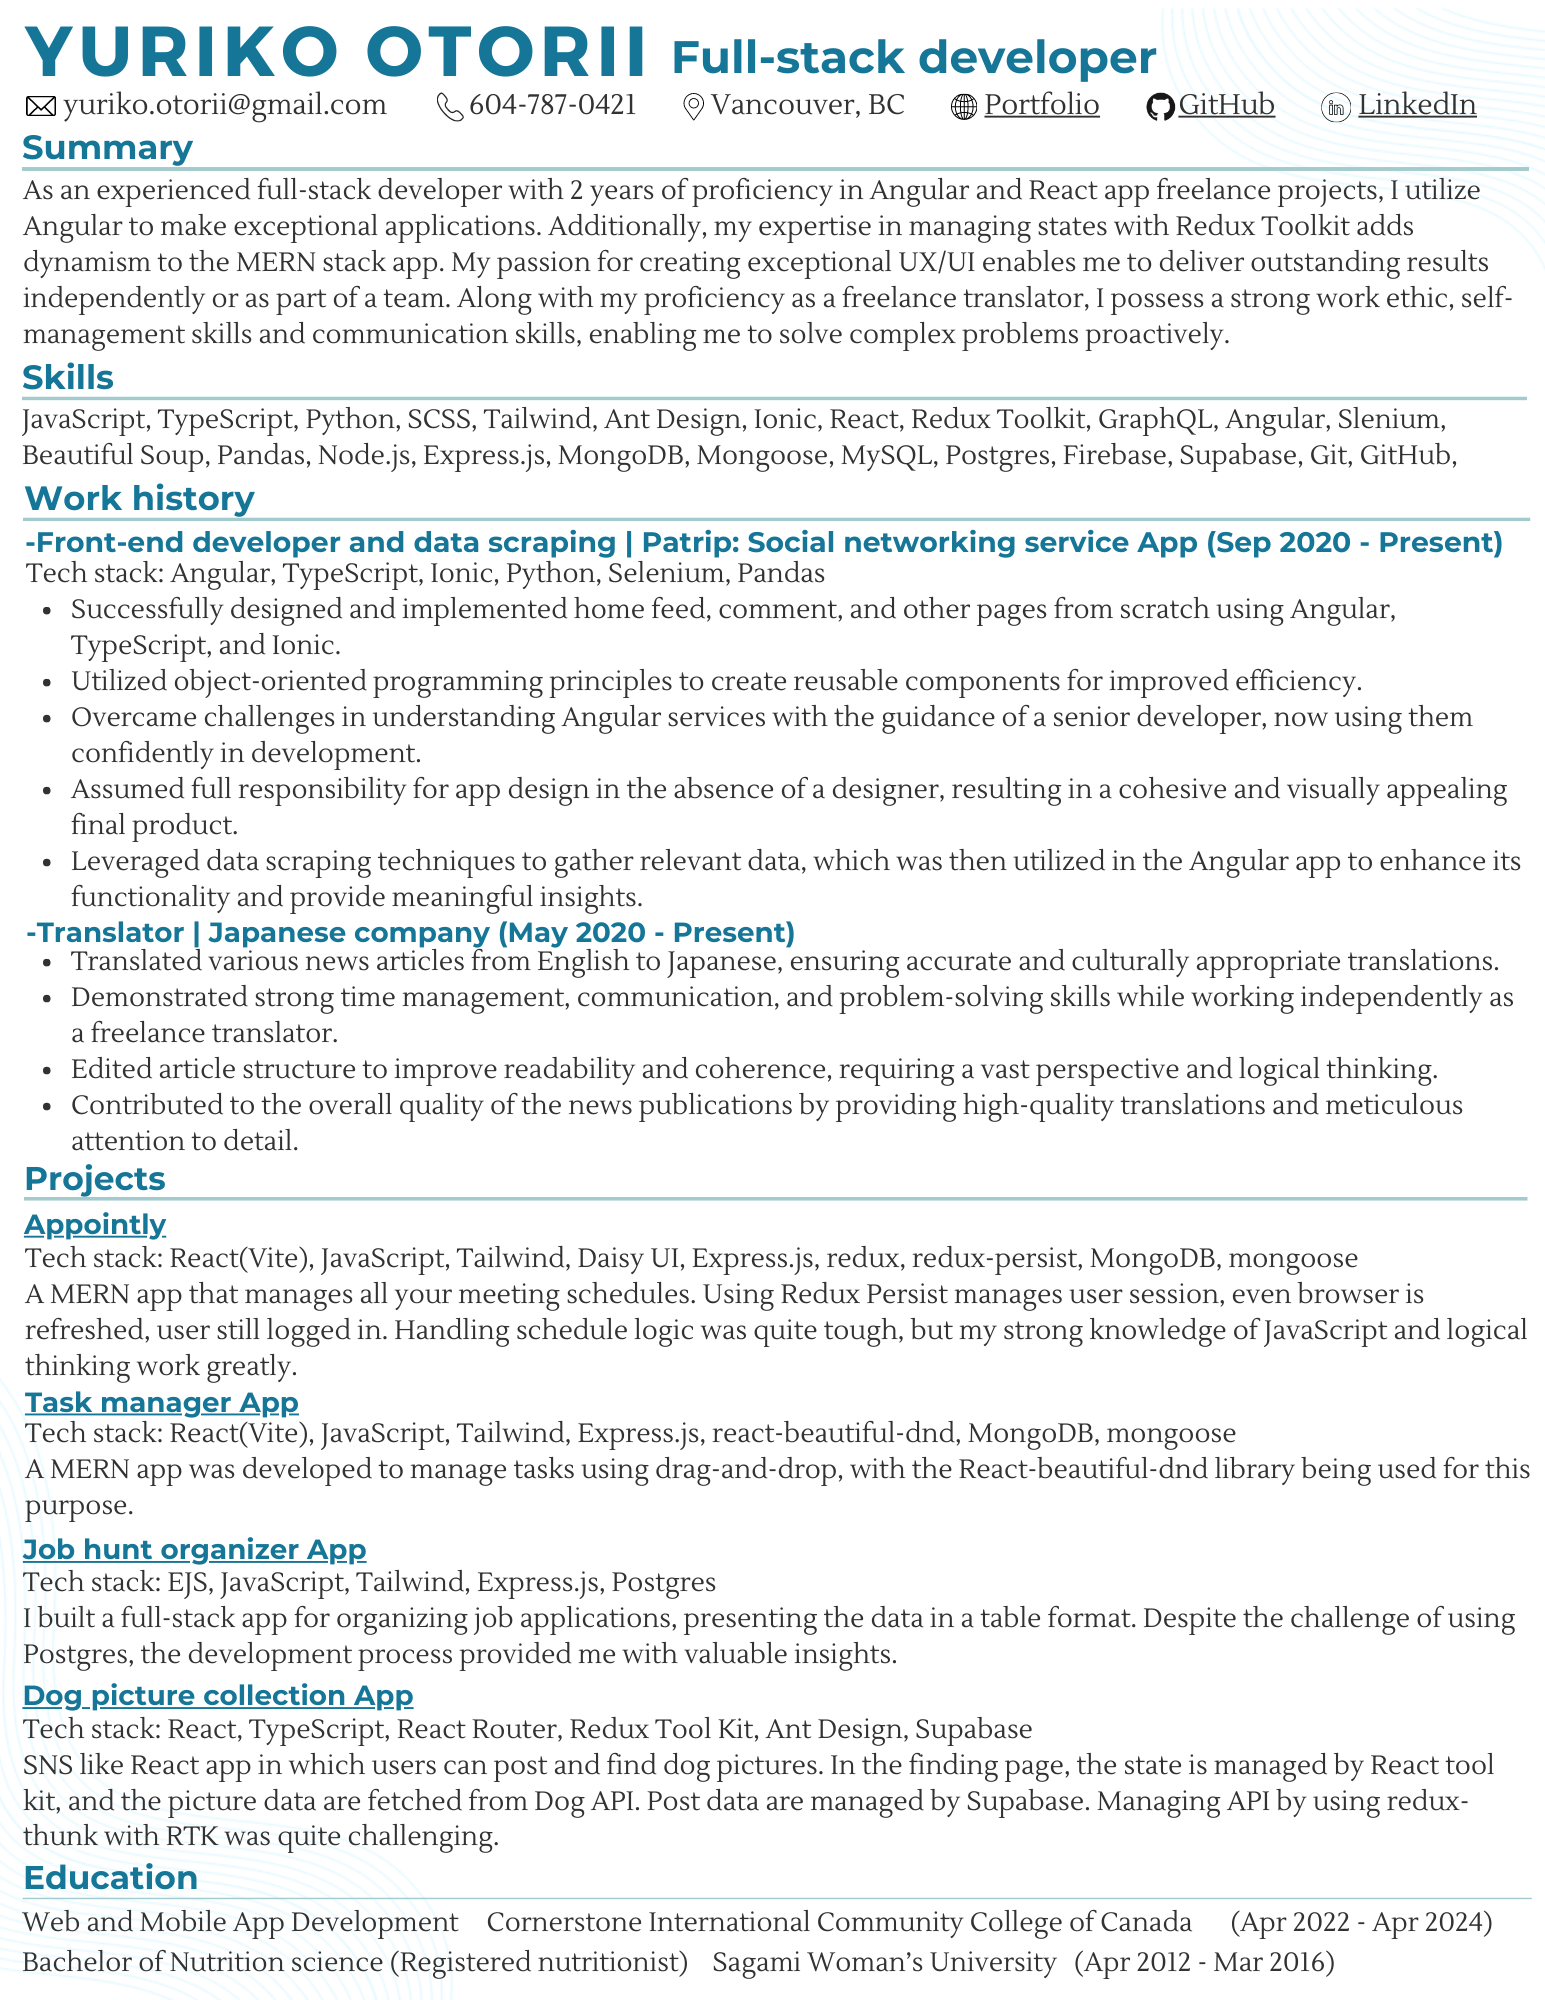 YURIKO OTORII Full-stack developer
yuriko.otorii@gmail.com 604-787-0421 Vancouver, BC Portfolio GitHub LinkedIn
Summary
As an experienced full-stack developer with 2 years of proficiency in Angular and React app freelance projects, I utilize
Angular to make exceptional applications. Additionally, my expertise in managing states with Redux Toolkit adds
dynamism to the MERN stack app. My passion for creating exceptional UX/UI enables me to deliver outstanding results
independently or as part of a team. Along with my proficiency as a freelance translator, I possess a strong work ethic, self-
management skills and communication skills, enabling me to solve complex problems proactively.
Skills
JavaScript, TypeScript, Python, SCSS, Tailwind, Ant Design, Ionic, React, Redux Toolkit, GraphQL, Angular, Slenium,
Beautiful Soup, Pandas, Node.js, Express.js, MongoDB, Mongoose, MySQL, Postgres, Firebase, Supabase, Git, GitHub,
Work history
-Front-end developer and data scraping | Patrip: Social networking service App (Sep 2020 - Present)
Tech stack: Angular, TypeScript, Ionic, Python, Selenium, Pandas
• Successfully designed and implemented home feed, comment, and other pages from scratch using Angular,
TypeScript, and Ionic.
• Utilized object-oriented programming principles to create reusable components for improved efficiency.
• Overcame challenges in understanding Angular services with the guidance of a senior developer, now using them
confidently in development.
• Assumed full responsibility for app design in the absence of a designer, resulting in a cohesive and visually appealing
final product.
• Leveraged data scraping techniques to gather relevant data, which was then utilized in the Angular app to enhance its
functionality and provide meaningful insights.
-Translator | Japanese company (May 2020 - Present)
• Translated various news articles from English to Japanese, ensuring accurate and culturally appropriate translations.
• Demonstrated strong time management, communication, and problem-solving skills while working independently as
a freelance translator.
• Edited article structure to improve readability and coherence, requiring a vast perspective and logical thinking.
• Contributed to the overall quality of the news publications by providing high-quality translations and meticulous
attention to detail.
Projects
Appointly
Tech stack: React(Vite), JavaScript, Tailwind, Daisy UI, Express.js, redux, redux-persist, MongoDB, mongoose
A MERN app that manages all your meeting schedules. Using Redux Persist manages user session, even browser is
refreshed, user still logged in. Handling schedule logic was quite tough, but my strong knowledge of JavaScript and logical
thinking work greatly.
Task manager App
Tech stack: React(Vite), JavaScript, Tailwind, Express.js, react-beautiful-dnd, MongoDB, mongoose
A MERN app was developed to manage tasks using drag-and-drop, with the React-beautiful-dnd library being used for this
purpose.
Job hunt organizer App
Tech stack: EJS, JavaScript, Tailwind, Express.js, Postgres
I built a full-stack app for organizing job applications, presenting the data in a table format. Despite the challenge of using
Postgres, the development process provided me with valuable insights.
Dog picture collection App
Tech stack: React, TypeScript, React Router, Redux Tool Kit, Ant Design, Supabase
SNS like React app in which users can post and find dog pictures. In the finding page, the state is managed by React tool
kit, and the picture data are fetched from Dog API. Post data are managed by Supabase. Managing API by using redux-
thunk with RTK was quite challenging.
Education
Web and Mobile App Development Cornerstone International Community College of Canada (Apr 2022 - Apr 2024)
Bachelor of Nutrition science (Registered nutritionist) Sagami Woman's University (Apr 2012 - Mar 2016)